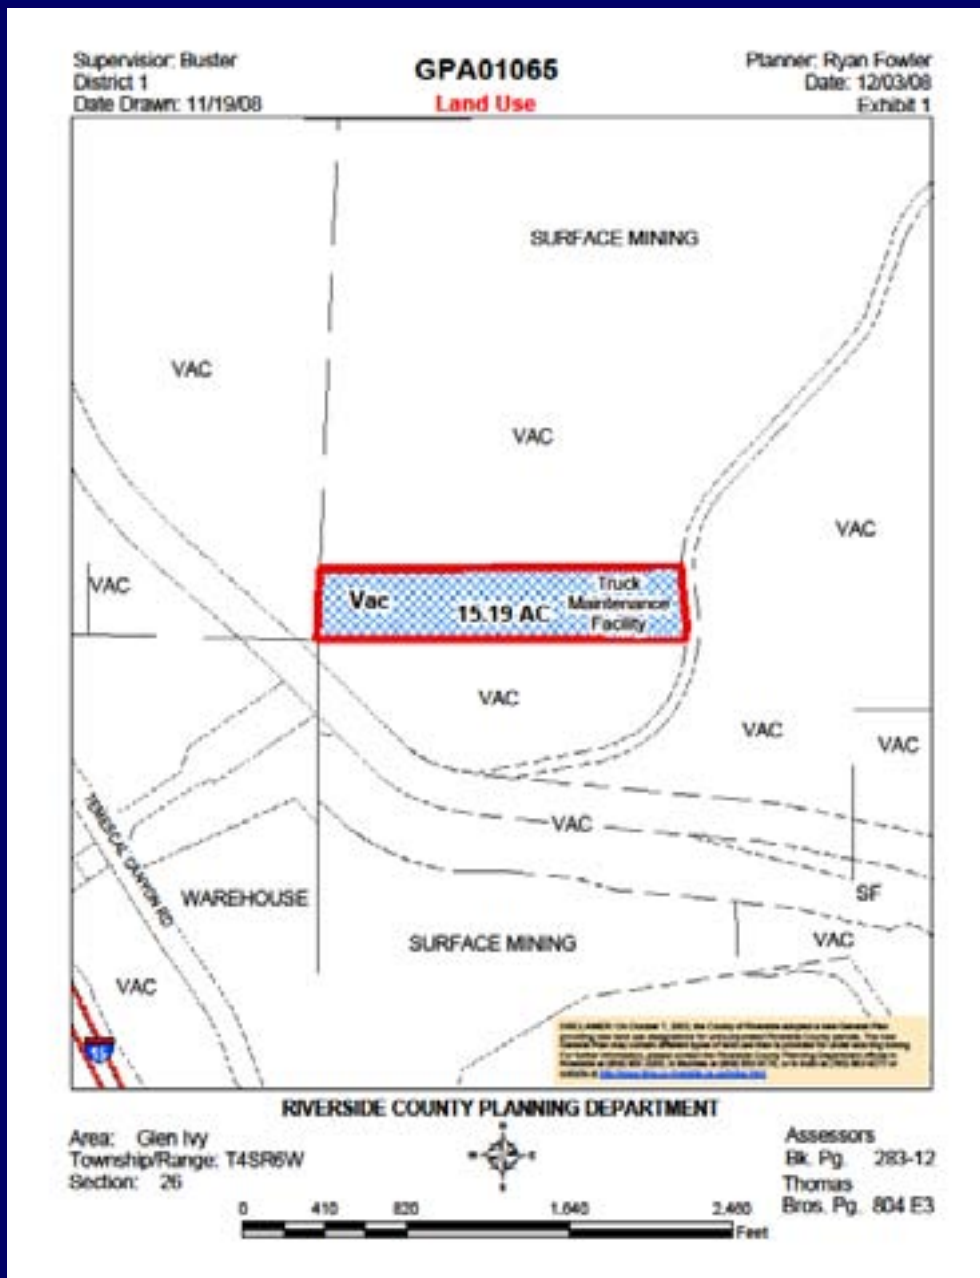 Supervisior: Buster
District 1
Date Drawn: 11/19/08
GPA01065
Land Use
Planner: Ryan Fowler
Date: 12/03/08
Exhibit 1
SURFACE MINING
VAC
VAC
VAC
VAC
Vac
15.19 AC
Truck
Maintenance
Facility
VAC
VAC
VAC
VAC
TEMESCAL CANYON RD
WAREHOUSE
SF
SURFACE MINING
VAC
VAC
15
RIVERSIDE COUNTY PLANNING DEPARTMENT
Area: Glen Ivy
Township/Range: T4SR6W
Section: 26
Assessors
Bk. Pg. 283-12
Thomas
Bros. Pg. 804 E3
0 410 820 1,640 2,460
Feet